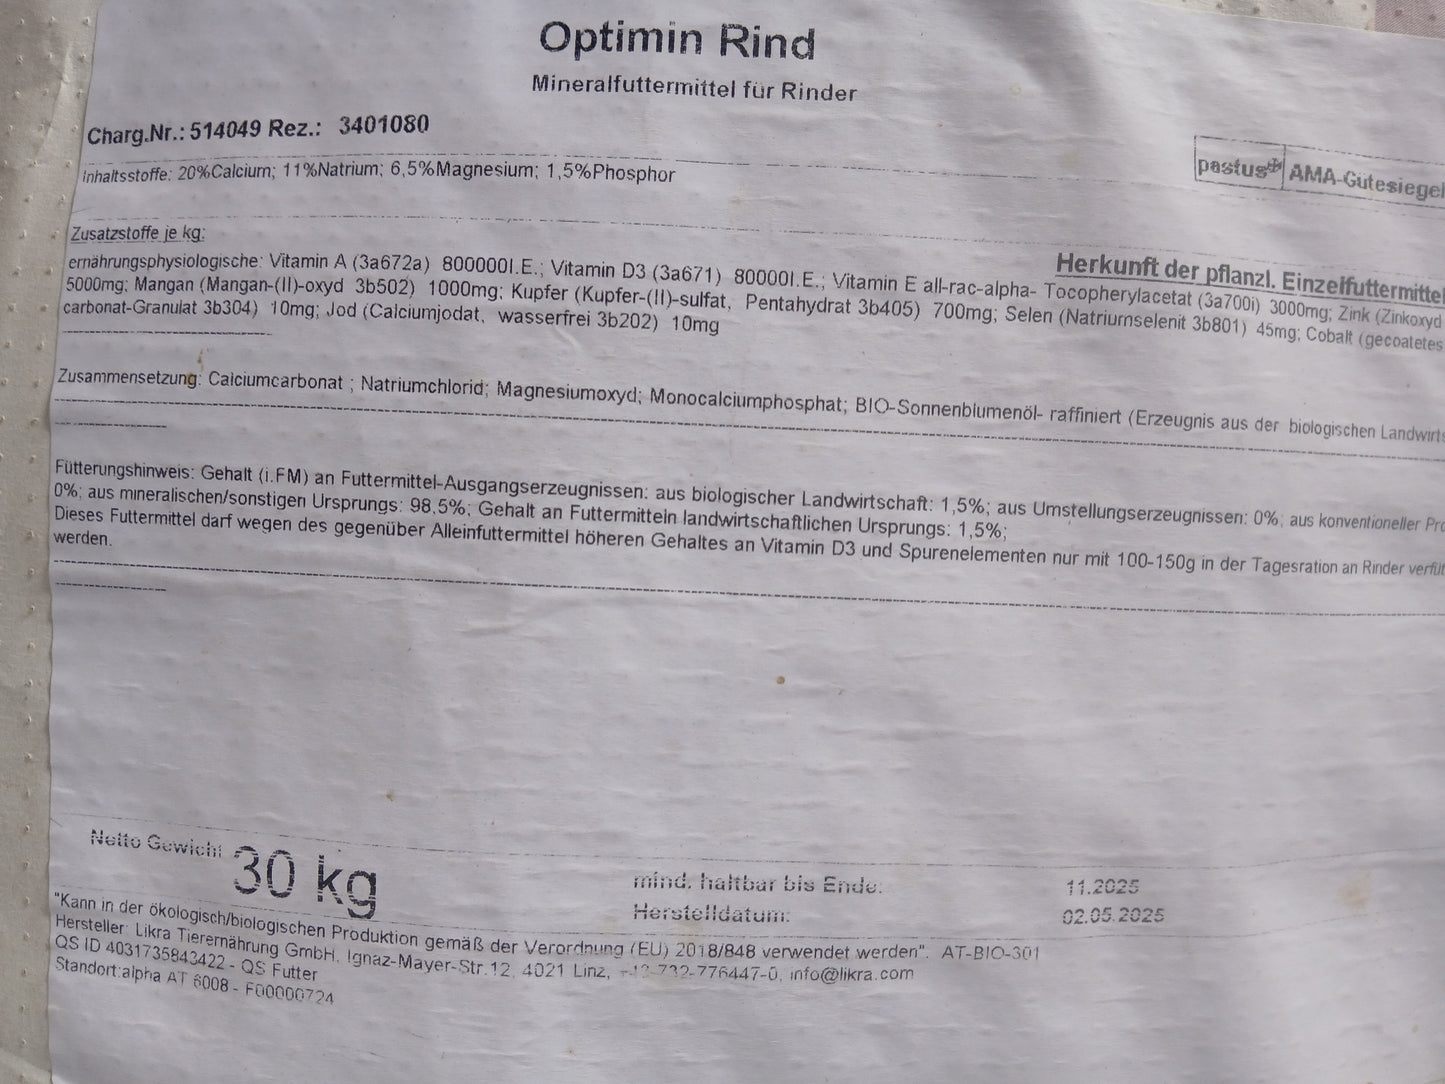 Optimin Rind
Mineralfuttermittel für Rinder
Charg.Nr.: 514049 Rez.: 3401080
pastus+ AMA-Gütesiegel
Inhaltsstoffe: 20%Calcium; 11%Natrium; 6,5%Magnesium; 1,5%Phosphor
Zusatzstoffe je kg:
Herkunft der pflanzl. Einzelfuttermittel
ernährungsphysiologische: Vitamin A (3a672a) 800000I.E.; Vitamin D3 (3a671) 80000I.E.; Vitamin E all-rac-alpha- Tocopherylacetat (3a700i) 3000mg; Zink (Zinkoxyd
5000mg; Mangan (Mangan-(II)-oxyd 3b502) 1000mg; Kupfer (Kupfer-(II)-sulfat, Pentahydrat 3b405) 700mg; Selen (Natriumselenit 3b801) 45mg; Cobalt (gecoatetes
carbonat-Granulat 3b304) 10mg; Jod (Calciumjodat, wasserfrei 3b202) 10mg
Zusammensetzung: Calciumcarbonat ; Natriumchlorid; Magnesiumoxyd; Monocalciumphosphat; BIO-Sonnenblumenöl- raffiniert (Erzeugnis aus der biologischen Landwirts
Fütterungshinweis: Gehalt (i.FM) an Futtermittel-Ausgangserzeugnissen: aus biologischer Landwirtschaft: 1,5%; aus Umstellungserzeugnissen: 0%; aus konventioneller Pro
0%; aus mineralischen/sonstigen Ursprungs: 98,5%; Gehalt an Futtermitteln landwirtschaftlichen Ursprungs: 1,5%;
Dieses Futtermittel darf wegen des gegenüber Alleinfuttermittel höheren Gehaltes an Vitamin D3 und Spurenelementen nur mit 100-150g in der Tagesration an Rinder verfüt
werden.
Netto Gewicht 30 kg
mind. haltbar bis Ende: 11.2025
Herstelldatum: 02.05.2025
"Kann in der ökologisch/biologischen Produktion gemäß der Verordnung (EU) 2018/848 verwendet werden". AT-BIO-301
Hersteller: Likra Tierernährung GmbH, Ignaz-Mayer-Str.12, 4021 Linz, +43-732-776447-0, info@likra.com
QS ID 4031735843422 - QS Futter
Standort:alpha AT 6008 - F00000724